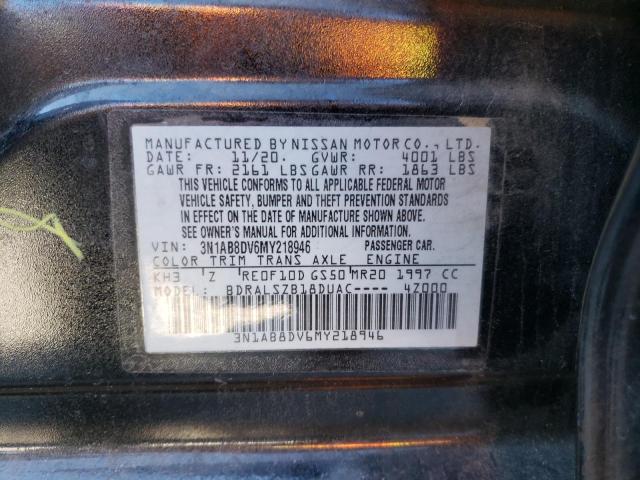 MANUFACTURED BY NISSAN MOTOR CO., LTD.
DATE: 11/20. GVWR: 4001 LBS
GAWR FR: 2161 LBS GAWR RR: 1863 LBS
THIS VEHICLE CONFORMS TO ALL APPLICABLE FEDERAL MOTOR
VEHICLE SAFETY, BUMPER AND THEFT PREVENTION STANDARDS
IN EFFECT ON THE DATE OF MANUFACTURE SHOWN ABOVE.
SEE OWNER'S MANUAL FOR ADDITIONAL INFORMATION.
VIN: 3N1AB8DV6MY218946 PASSENGER CAR.
COLOR TRIM TRANS AXLE ENGINE
KH3 'Z REOF10D GS50 MR20 1997 CC
MODEL: BDRALSZB18DUAC---- 4Z000
3N1AB8DV6MY218946